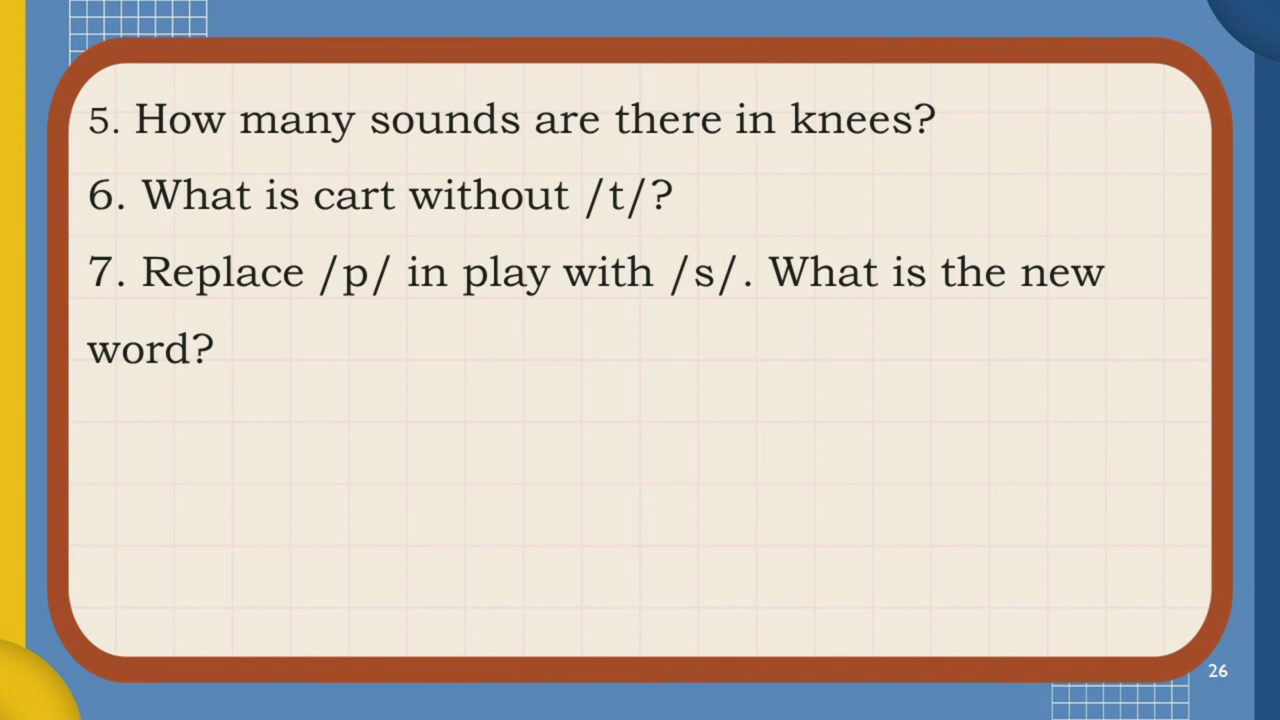 5. How many sounds are there in knees?
6. What is cart without /t/?
7. Replace /p/ in play with /s/. What is the new
word?
26